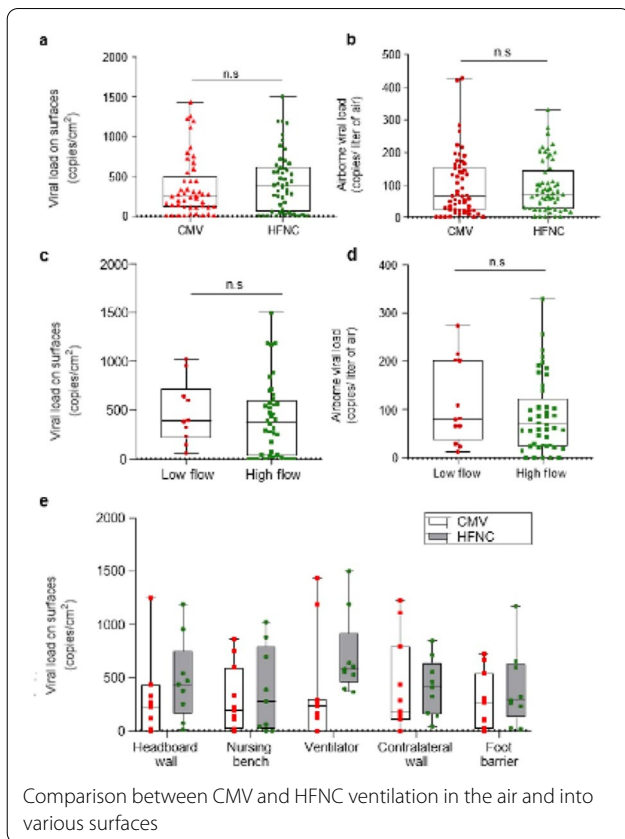 a
n.s
Viral load on surfaces
(copies/cm²)
2000
1500
1000
500
0
CMV
HFNC
b
n.s
Airborne viral load
(copies/ liter of air)
500
400
300
200
100
0
CMV
HFNC
c
n.s
Viral load on surfaces
(copies/cm²)
2000
1500
1000
500
0
Low flow
High flow
d
n.s
Airborne viral load
(copies/ liter of air)
400
300
200
100
0
Low flow
High flow
e
CMV
HFNC
Viral load on surfaces
(copies/cm²)
2000
1500
1000
500
0
Headboard
wall
Nursing
bench
Ventilator
Contralateral
wall
Foot
barrier
Comparison between CMV and HFNC ventilation in the air and into
various surfaces